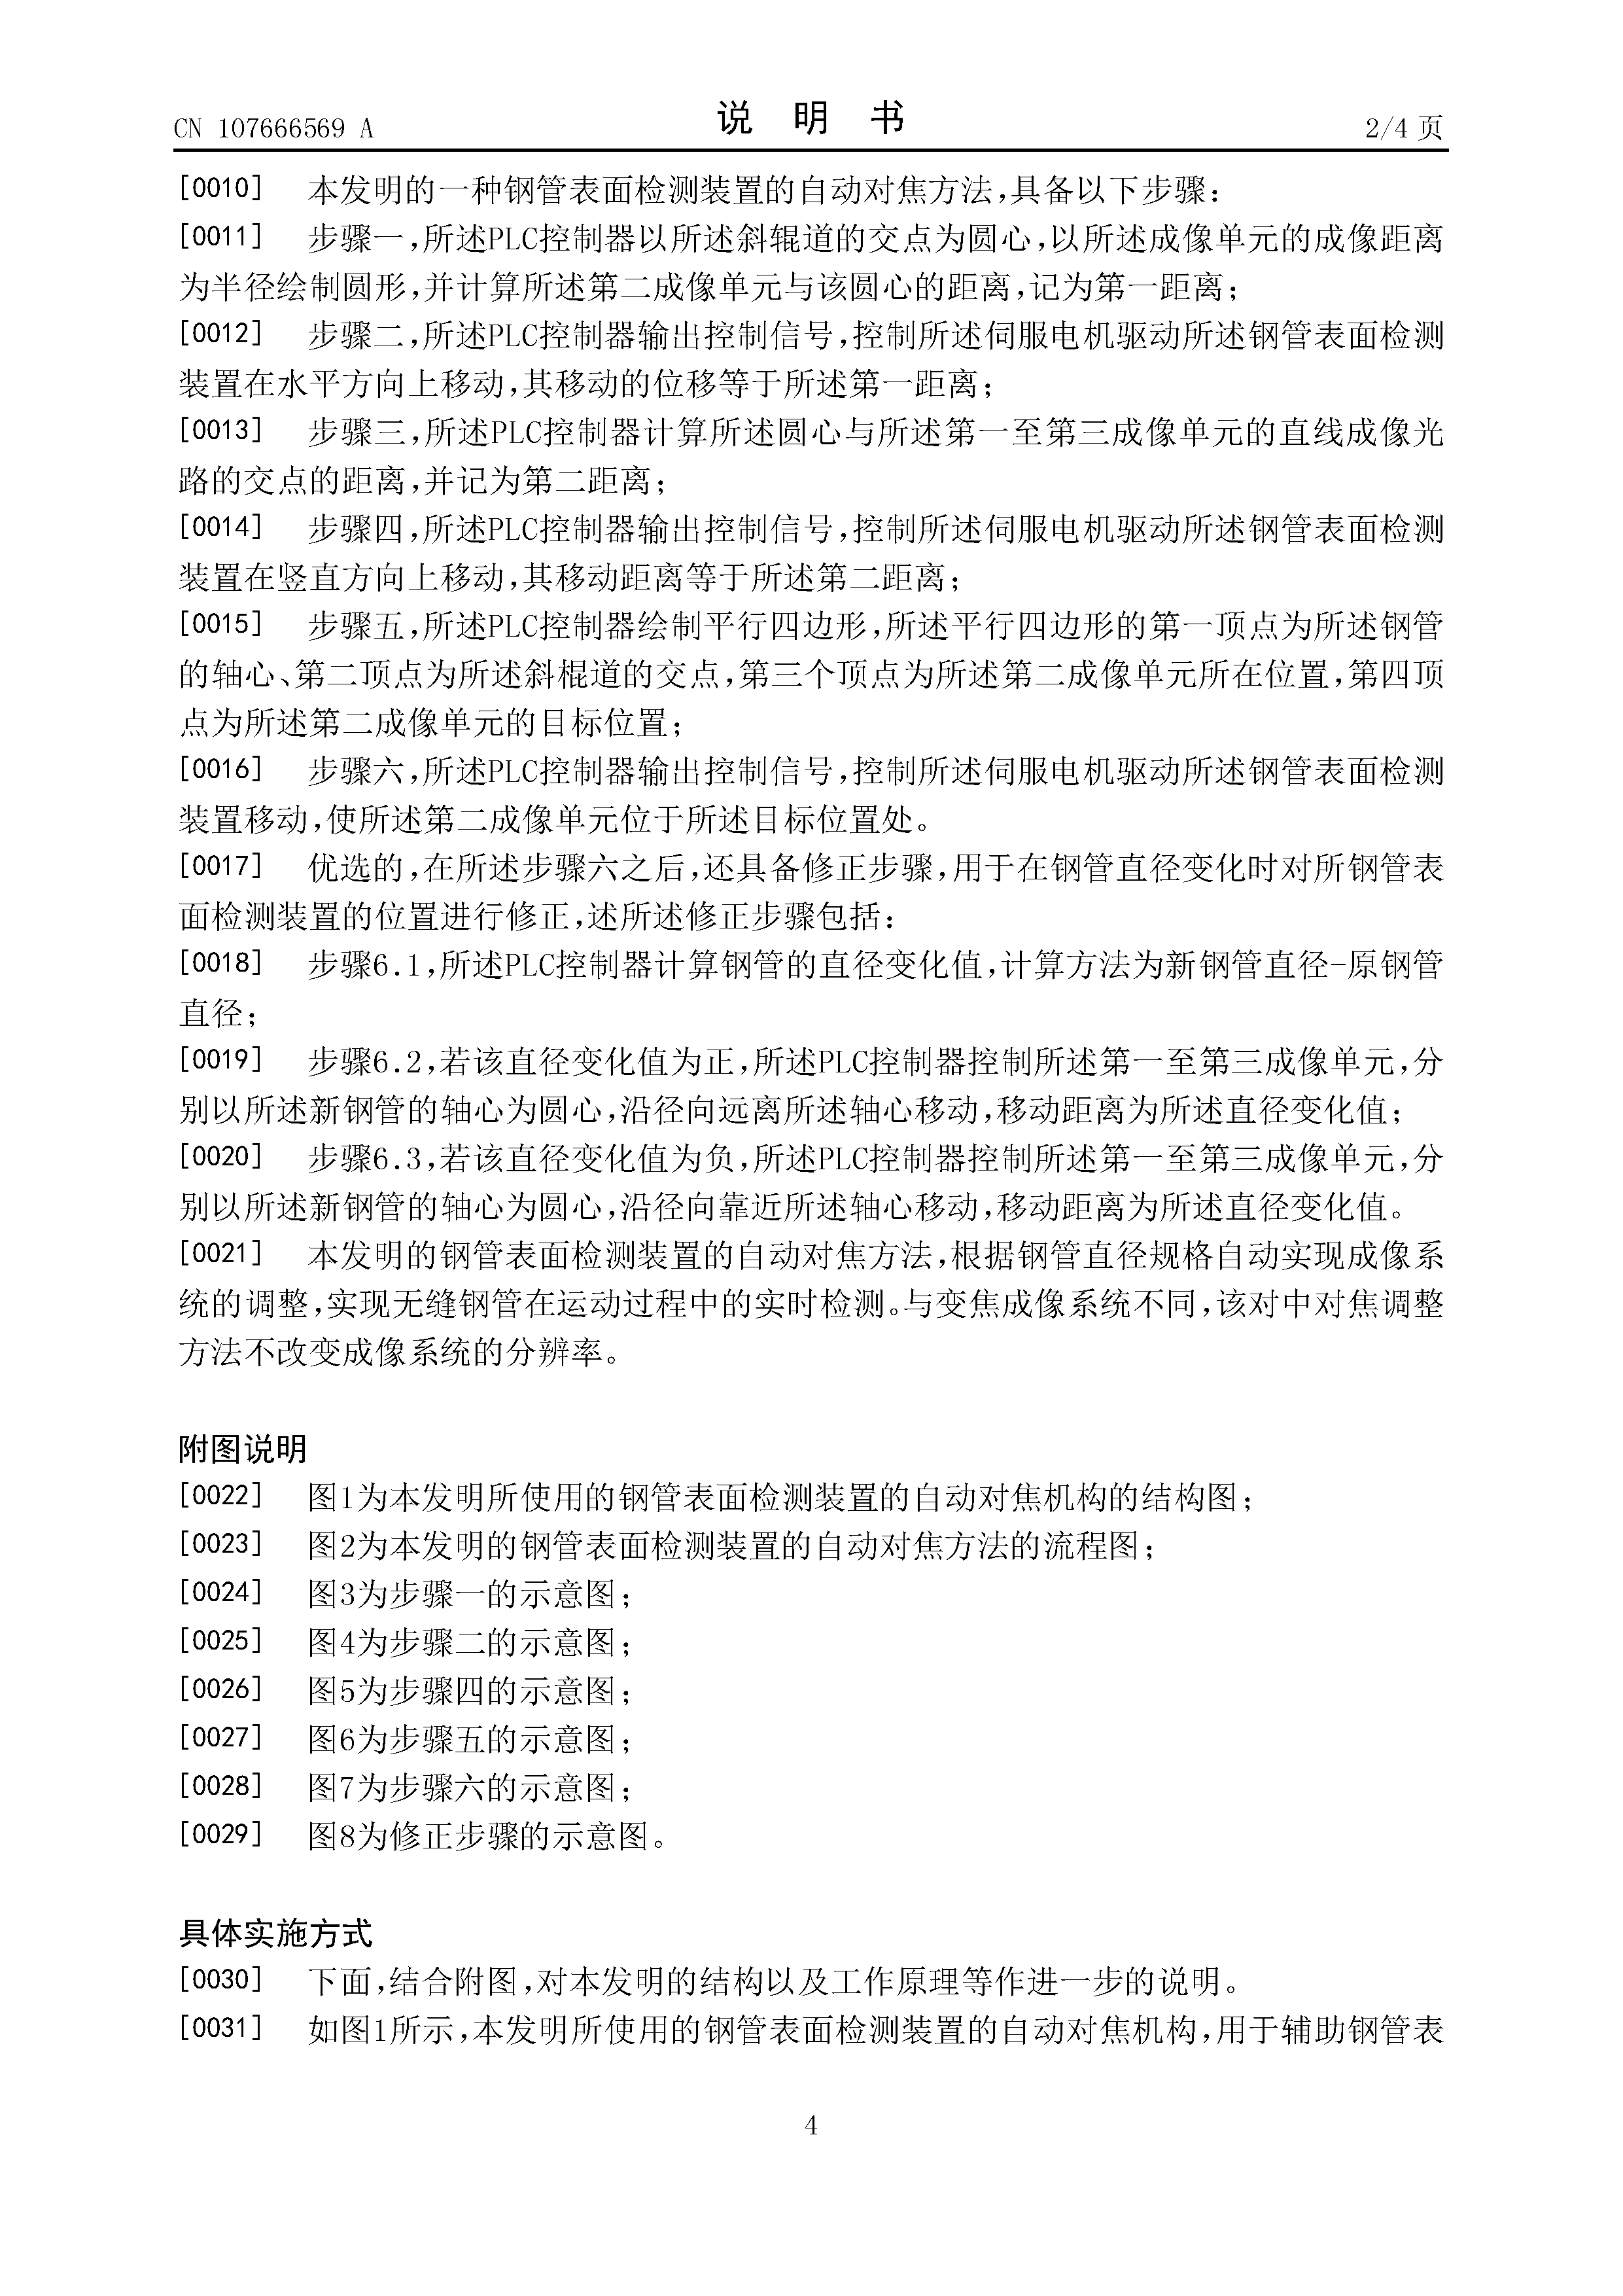 CN 107666569 A
说 明 书
2/4 页
[0010] 本发明的一种钢管表面检测装置的自动对焦方法,具备以下步骤:
[0011] 步骤一,所述PLC控制器以所述斜辊道的交点为圆心,以所述成像单元的成像距离
为半径绘制圆形,并计算所述第二成像单元与该圆心的距离,记为第一距离;
[0012] 步骤二,所述PLC控制器输出控制信号,控制所述伺服电机驱动所述钢管表面检测
装置在水平方向上移动,其移动的位移等于所述第一距离;
[0013] 步骤三,所述PLC控制器计算所述圆心与所述第一至第三成像单元的直线成像光
路的交点的距离,并记为第二距离;
[0014] 步骤四,所述PLC控制器输出控制信号,控制所述伺服电机驱动所述钢管表面检测
装置在竖直方向上移动,其移动距离等于所述第二距离;
[0015] 步骤五,所述PLC控制器绘制平行四边形,所述平行四边形的第一顶点为所述钢管
的轴心、第二顶点为所述斜棍道的交点,第三个顶点为所述第二成像单元所在位置,第四顶
点为所述第二成像单元的目标位置;
[0016] 步骤六,所述PLC控制器输出控制信号,控制所述伺服电机驱动所述钢管表面检测
装置移动,使所述第二成像单元位于所述目标位置处。
[0017] 优选的,在所述步骤六之后,还具备修正步骤,用于在钢管直径变化时对所钢管表
面检测装置的位置进行修正,述所述修正步骤包括:
[0018] 步骤6.1,所述PLC控制器计算钢管的直径变化值,计算方法为新钢管直径-原钢管
直径;
[0019] 步骤6.2,若该直径变化值为正,所述PLC控制器控制所述第一至第三成像单元,分
别以所述新钢管的轴心为圆心,沿径向远离所述轴心移动,移动距离为所述直径变化值;
[0020] 步骤6.3,若该直径变化值为负,所述PLC控制器控制所述第一至第三成像单元,分
别以所述新钢管的轴心为圆心,沿径向靠近所述轴心移动,移动距离为所述直径变化值。
[0021] 本发明的钢管表面检测装置的自动对焦方法,根据钢管直径规格自动实现成像系
统的调整,实现无缝钢管在运动过程中的实时检测。与变焦成像系统不同,该对中对焦调整
方法不改变成像系统的分辨率。
附图说明
[0022] 图1为本发明所使用的钢管表面检测装置的自动对焦机构的结构图;
[0023] 图2为本发明的钢管表面检测装置的自动对焦方法的流程图;
[0024] 图3为步骤一的示意图;
[0025] 图4为步骤二的示意图;
[0026] 图5为步骤四的示意图;
[0027] 图6为步骤五的示意图;
[0028] 图7为步骤六的示意图;
[0029] 图8为修正步骤的示意图。
具体实施方式
[0030] 下面,结合附图,对本发明的结构以及工作原理等作进一步的说明。
[0031] 如图1所示,本发明所使用的钢管表面检测装置的自动对焦机构,用于辅助钢管表
4